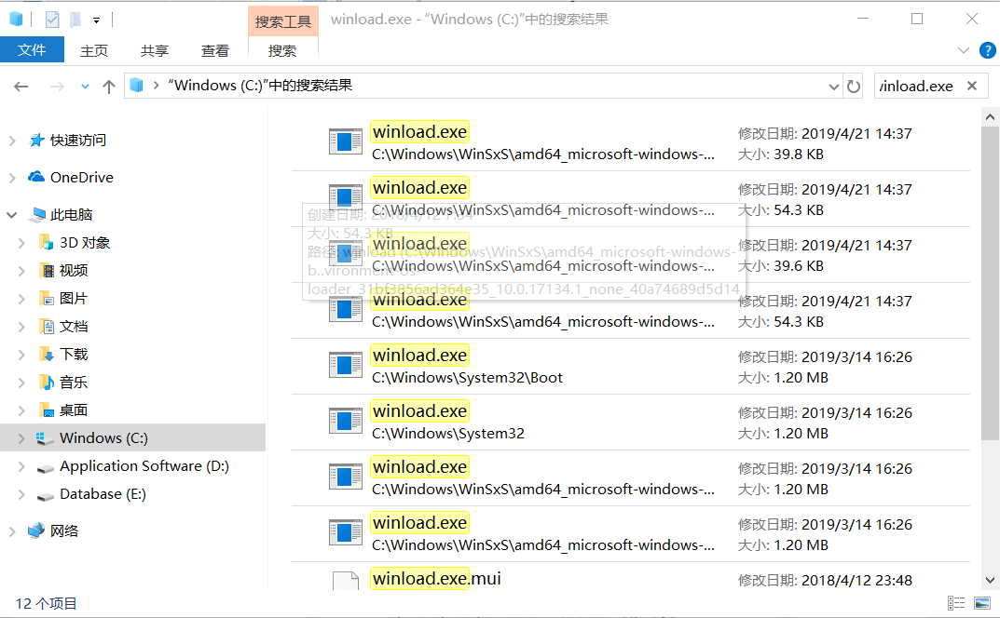 搜索工具
winload.exe - “Windows (C:)”中的搜索结果
文件
主页
共享
查看
搜索
“Windows (C:)”中的搜索结果
inload.exe
快速访问
OneDrive
此电脑
3D 对象
视频
图片
文档
下载
音乐
桌面
Windows (C:)
Application Software (D:)
Database (E:)
网络
winload.exe
修改日期: 2019/4/21 14:37
C:\Windows\WinSxS\amd64_microsoft-windows-...
大小: 39.8 KB
winload.exe
修改日期: 2019/4/21 14:37
C:\Windows\WinSxS\amd64_microsoft-windows-...
大小: 54.3 KB
创建日期: 2018/4/12 7:34
大小: 54.3 KB
路径: winload (C:\Windows\WinSxS\amd64_microsoft-windows-
b..vironment-os-
loader_31bf3856ad364e35_10.0.17134.1_none_40a74689d5d14
winload.exe
修改日期: 2019/4/21 14:37
C:\Windows\WinSxS\amd64_microsoft-windows-...
大小: 39.6 KB
winload.exe
修改日期: 2019/4/21 14:37
C:\Windows\WinSxS\amd64_microsoft-windows-...
大小: 54.3 KB
winload.exe
修改日期: 2019/3/14 16:26
C:\Windows\System32\Boot
大小: 1.20 MB
winload.exe
修改日期: 2019/3/14 16:26
C:\Windows\System32
大小: 1.20 MB
winload.exe
修改日期: 2019/3/14 16:26
C:\Windows\WinSxS\amd64_microsoft-windows-...
大小: 1.20 MB
winload.exe
修改日期: 2019/3/14 16:26
C:\Windows\WinSxS\amd64_microsoft-windows-...
大小: 1.20 MB
winload.exe.mui
修改日期: 2018/4/12 23:48
12 个项目